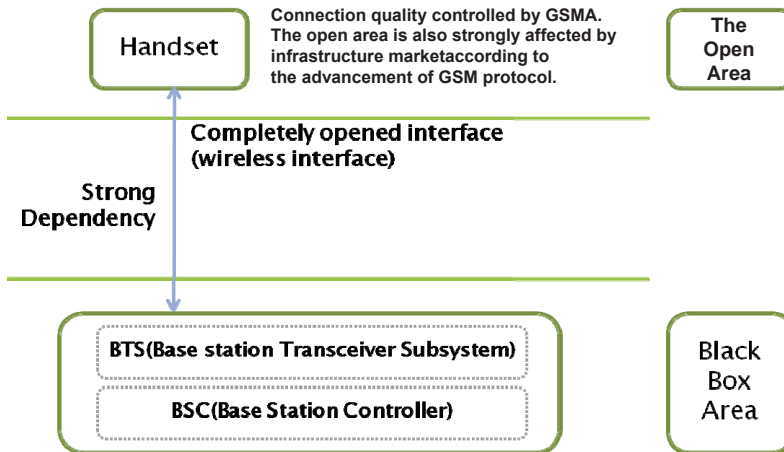 Handset
Connection quality controlled by GSMA.
The open area is also strongly affected by
infrastructure marketaccording to
the advancement of GSM protocol.
The
Open
Area
Completely opened interface
(wireless interface)
Strong
Dependency
BTS(Base station Transceiver Subsystem)
BSC(Base Station Controller)
Black
Box
Area